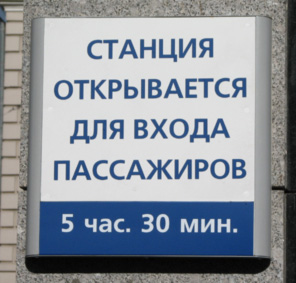 СТАНЦИЯ
ОТКРЫВАЕТСЯ
ДЛЯ ВХОДА
ПАССАЖИРОВ
5 час. 30 мин.